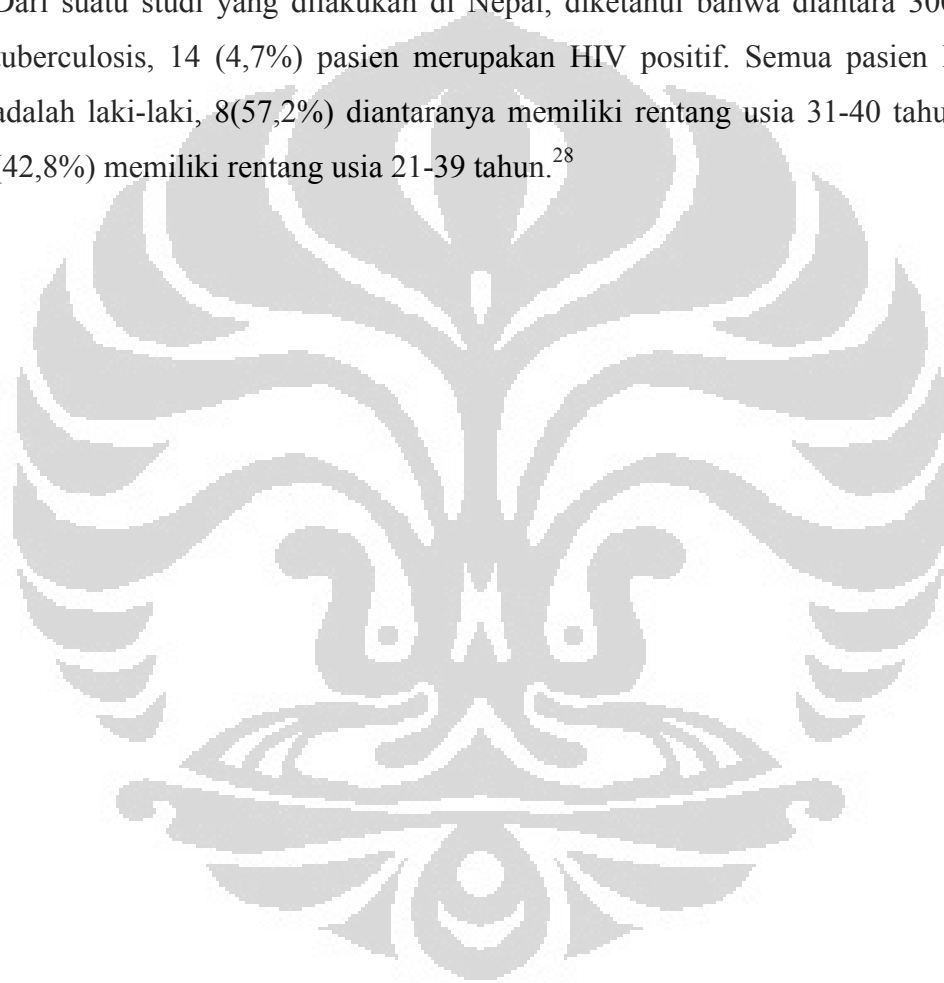 Dari suatu studi yang dilakukan di Nepal, diketahui bahwa diantara 300
tuberculosis, 14 (4,7%) pasien merupakan HIV positif. Semua pasien
adalah laki-laki, 8(57,2%) diantaranya memiliki rentang usia 31-40 tahu
(42,8%) memiliki rentang usia 21-39 tahun.28